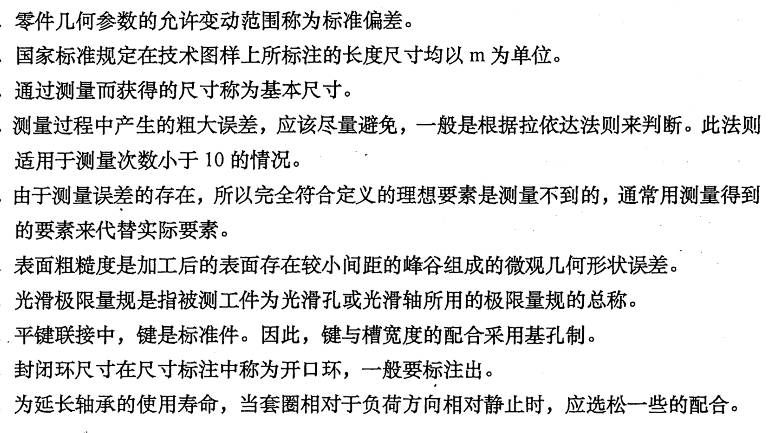 零件几何参数的允许变动范围称为标准偏差。
国家标准规定在技术图样上所标注的长度尺寸均以 m 为单位。
通过测量而获得的尺寸称为基本尺寸。
测量过程中产生的粗大误差，应该尽量避免，一般是根据拉依达法则来判断。此法则
适用于测量次数小于 10 的情况。
由于测量误差的存在，所以完全符合定义的理想要素是测量不到的，通常用测量得到
的要素来代替实际要素。
表面粗糙度是加工后的表面存在较小间距的峰谷组成的微观几何形状误差。
光滑极限量规是指被测工件为光滑孔或光滑轴所用的极限量规的总称。
平键联接中，键是标准件。因此，键与槽宽度的配合采用基孔制。
封闭环尺寸在尺寸标注中称为开口环，一般要标注出。
为延长轴承的使用寿命，当套圈相对于负荷方向相对静止时，应选松一些的配合。